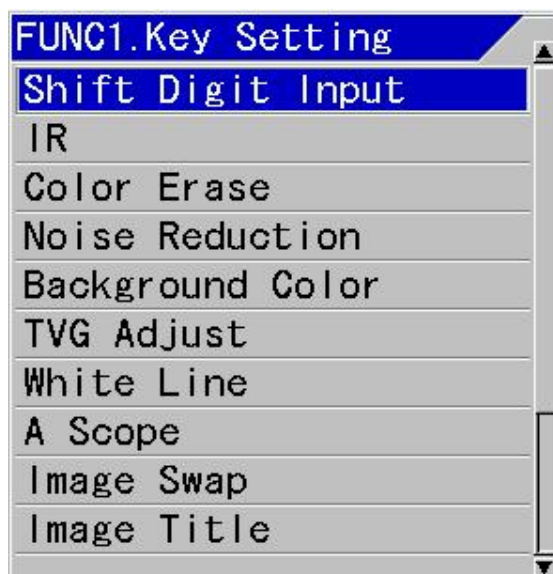 FUNC1.Key Setting
Shift Digit Input
IR
Color Erase
Noise Reduction
Background Color
TVG Adjust
White Line
A Scope
Image Swap
Image Title